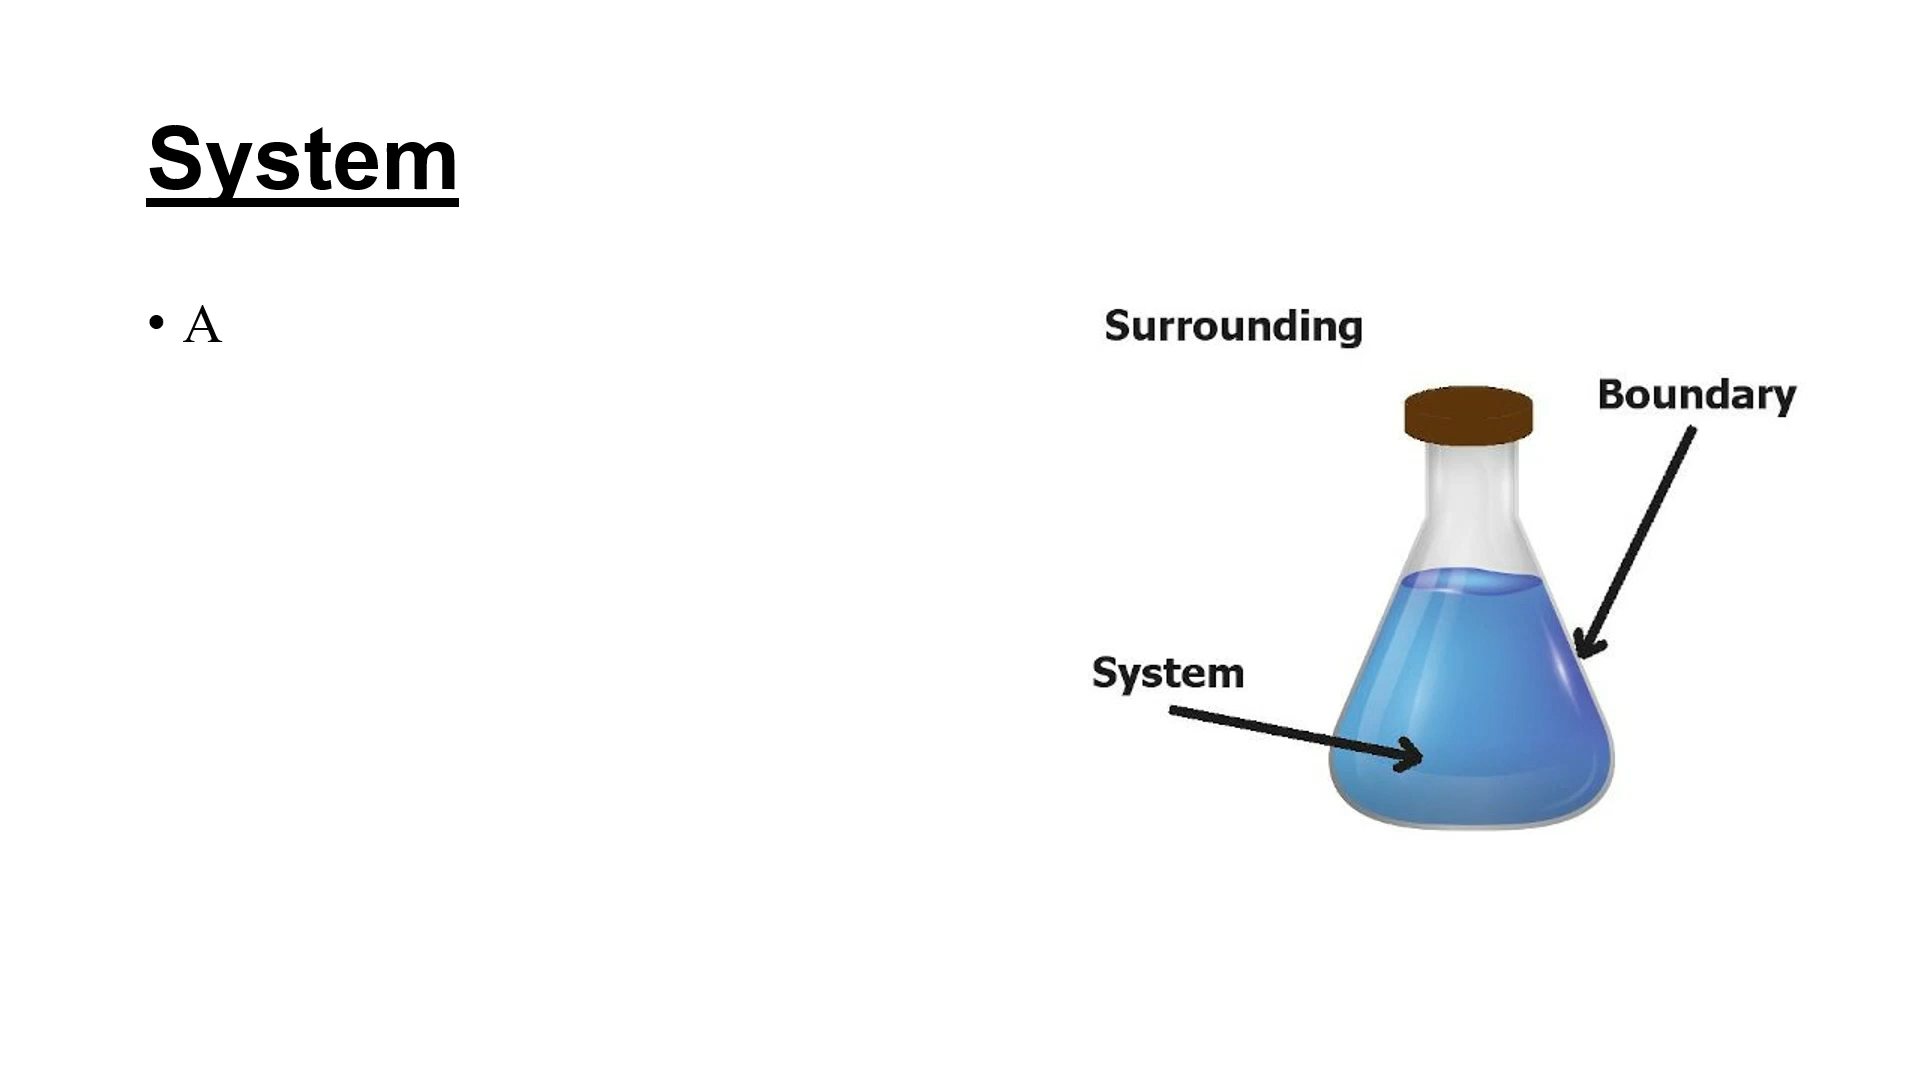 System
• A
Surrounding
Boundary
System